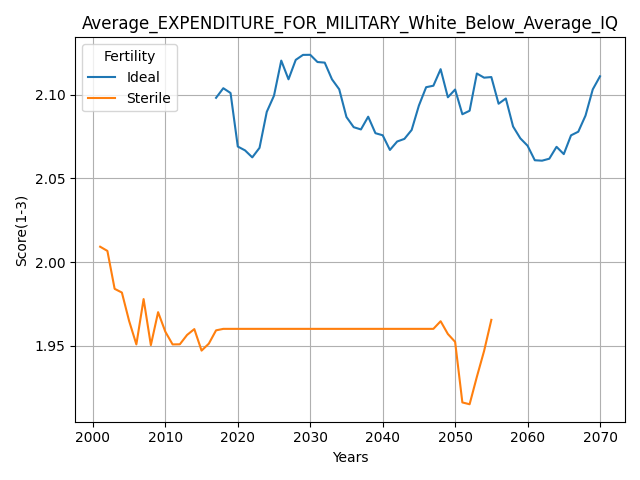 Average_EXPENDITURE_FOR_MILITARY_White_Below_Average_IQ
Fertility
Ideal
Sterile
Score(1-3)
2.10
2.05
2.00
1.95
2000 2010 2020 2030 2040 2050 2060 2070
Years